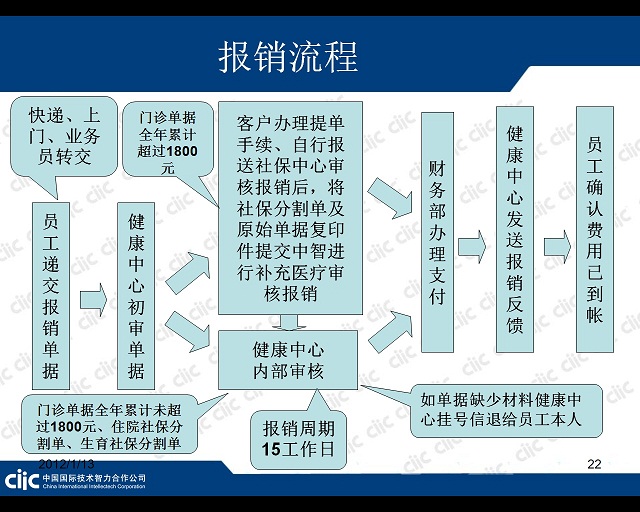 报销流程
快递、上
门、业务
员转交
门诊单据
全年累计
超过1800
元
客户办理提单
手续、自行报
送社保中心审
核报销后，将
社保分割单及
原始单据复印
件提交中智进
行补充医疗审
核报销
员工递交报销单据
健康中心初审单据
财务部办理支付
健康中心发送报销反馈
员工确认费用已到帐
健康中心
内部审核
门诊单据全年累计未超
过1800元、住院社保分
割单、生育社保分割单
报销周期
15工作日
如单据缺少材料健康中
心挂号信退给员工本人
2012/1/13
22
ciic 中国国际技术智力合作公司
China International Intellectech Corporation